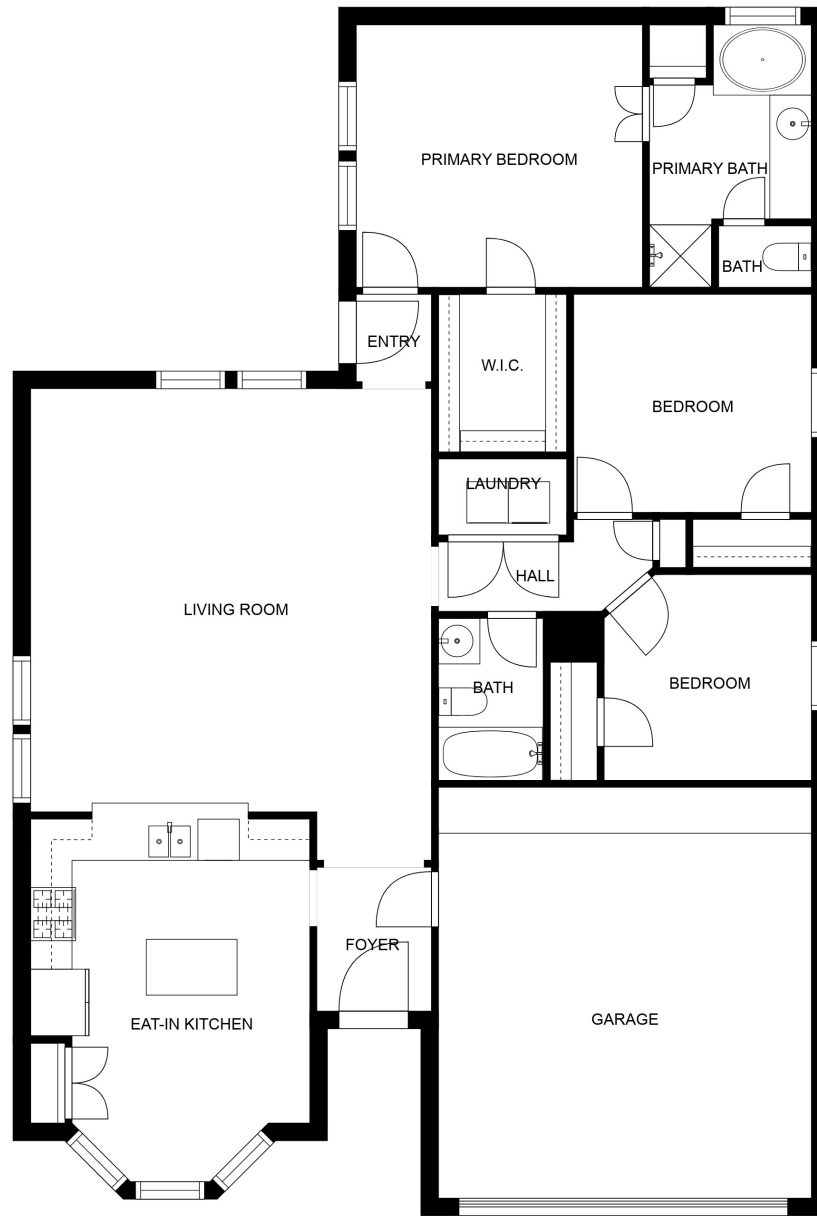 PRIMARY BEDROOM
PRIMARY BATH
BATH
ENTRY
W.I.C.
BEDROOM
LAUNDRY
HALL
LIVING ROOM
BATH
BEDROOM
FOYER
EAT-IN KITCHEN
GARAGE